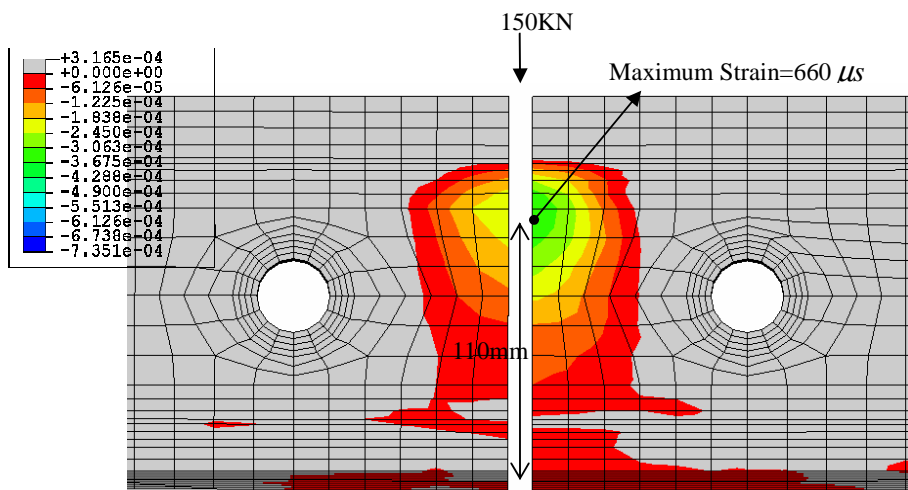 150KN
Maximum Strain=660 μs
+3.165e-04
+0.000e+00
-6.126e-05
-1.225e-04
-1.838e-04
-2.450e-04
-3.063e-04
-3.675e-04
-4.288e-04
-4.900e-04
-5.513e-04
-6.126e-04
-6.738e-04
-7.351e-04
110mm